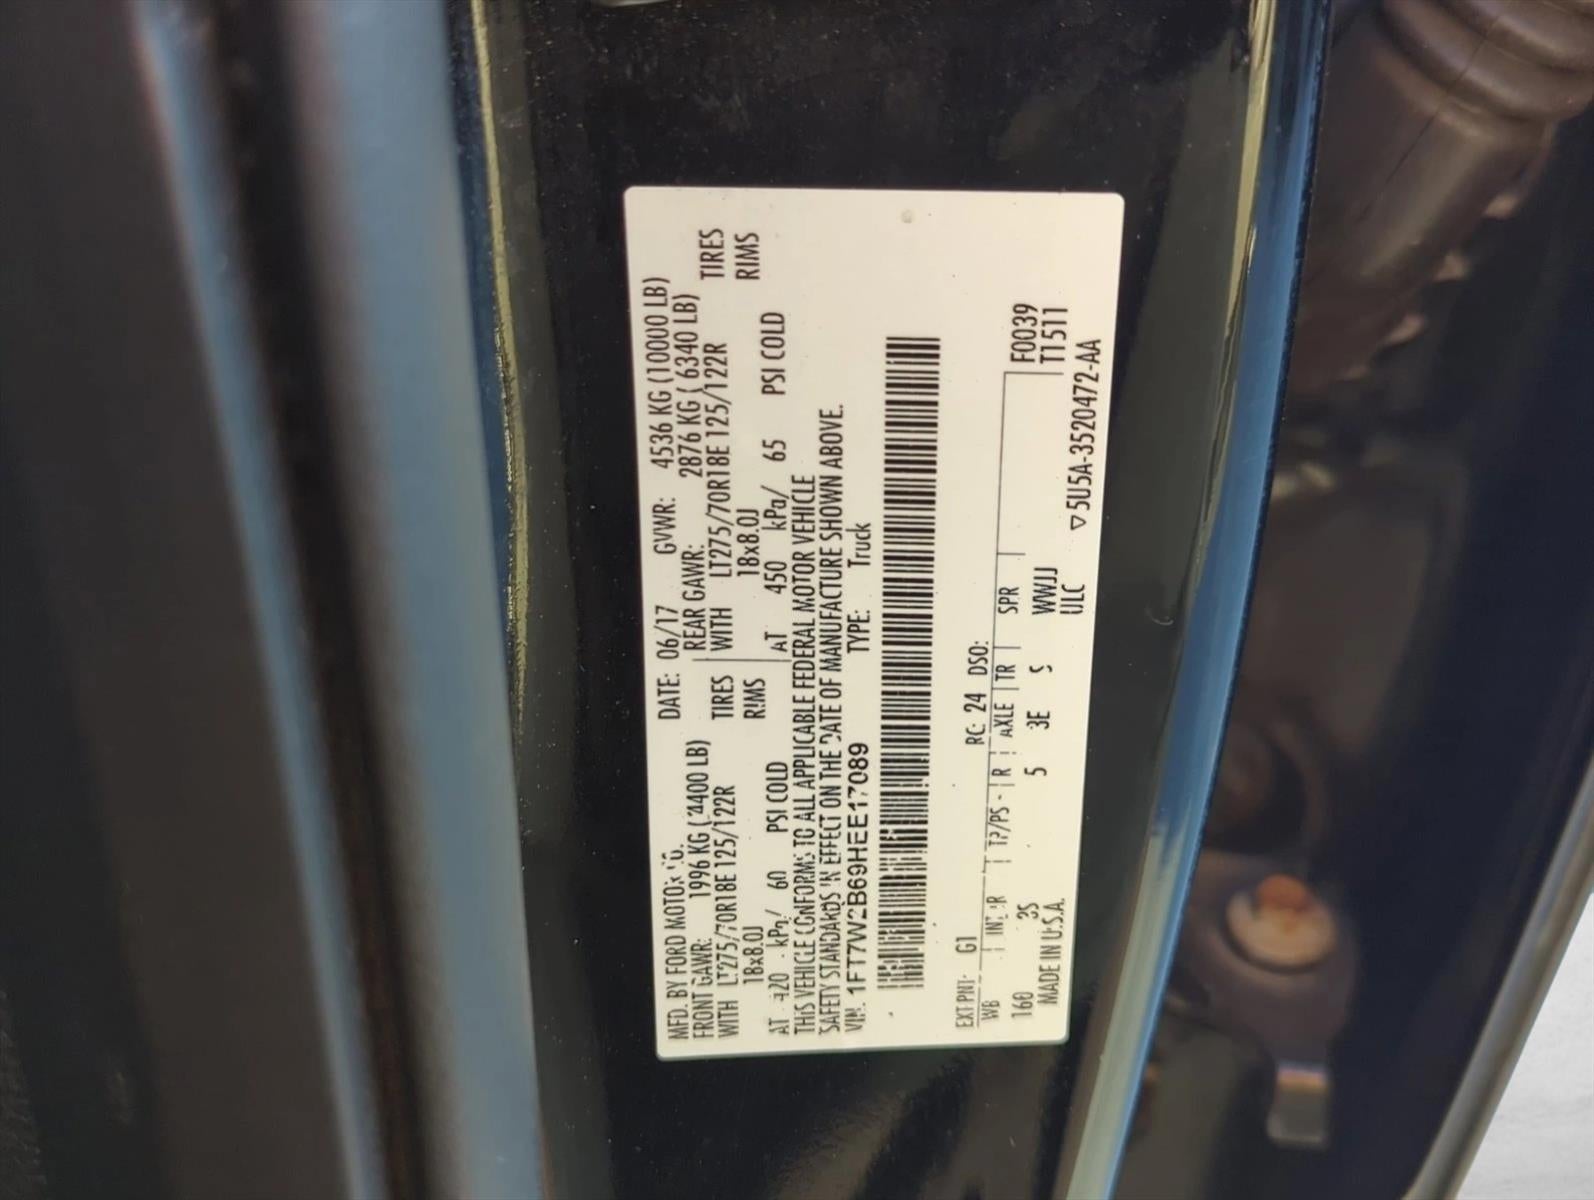 MFD. BY FORD MOTOR CO. DATE: 06/17 GVWR: 4536 KG (10000 LB)
FRONT GAWR: 1996 KG ( 4400 LB) REAR GAWR: 2876 KG ( 6340 LB)
WITH LT275/70R18E 125/122R TIRES WITH LT275/70R18E 125/122R TIRES
18x8.0J RIMS 18x8.0J RIMS
AT 420 kPa/ 60 PSI COLD AT 450 kPa/ 65 PSI COLD
THIS VEHICLE CONFORMS TO ALL APPLICABLE FEDERAL MOTOR VEHICLE
SAFETY STANDARDS IN EFFECT ON THE DATE OF MANUFACTURE SHOWN ABOVE.
VIN: 1FT7W2B69HEE17089 TYPE: Truck
EXT PNT: G1 RC: 24 DSO:
WB TP/PS R AXLE TR SPR F0039
160 3S 5 3E WWJJ T1511
MADE IN U.S.A. ULC
▽5U5A-3520472-AA